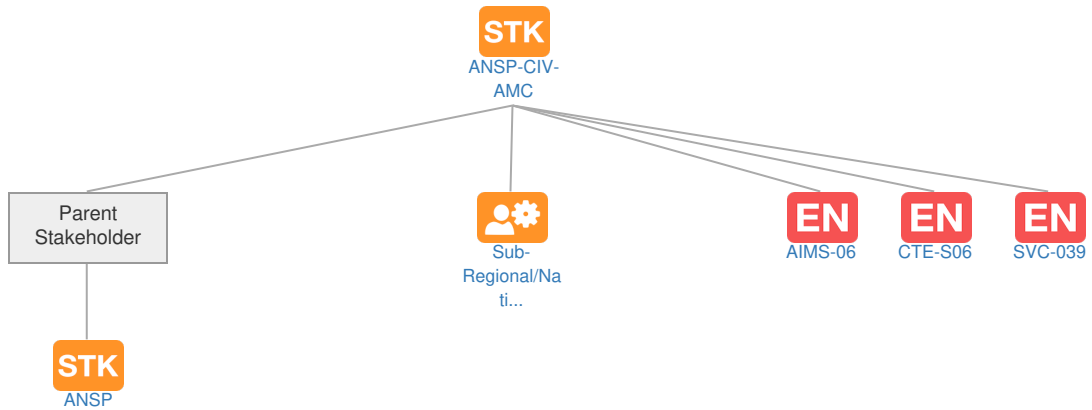 STK
ANSP-CIV-
AMC
Parent
Stakeholder
Sub-
Regional/Na
ti...
EN
AIMS-06
EN
CTE-S06
EN
SVC-039
STK
ANSP